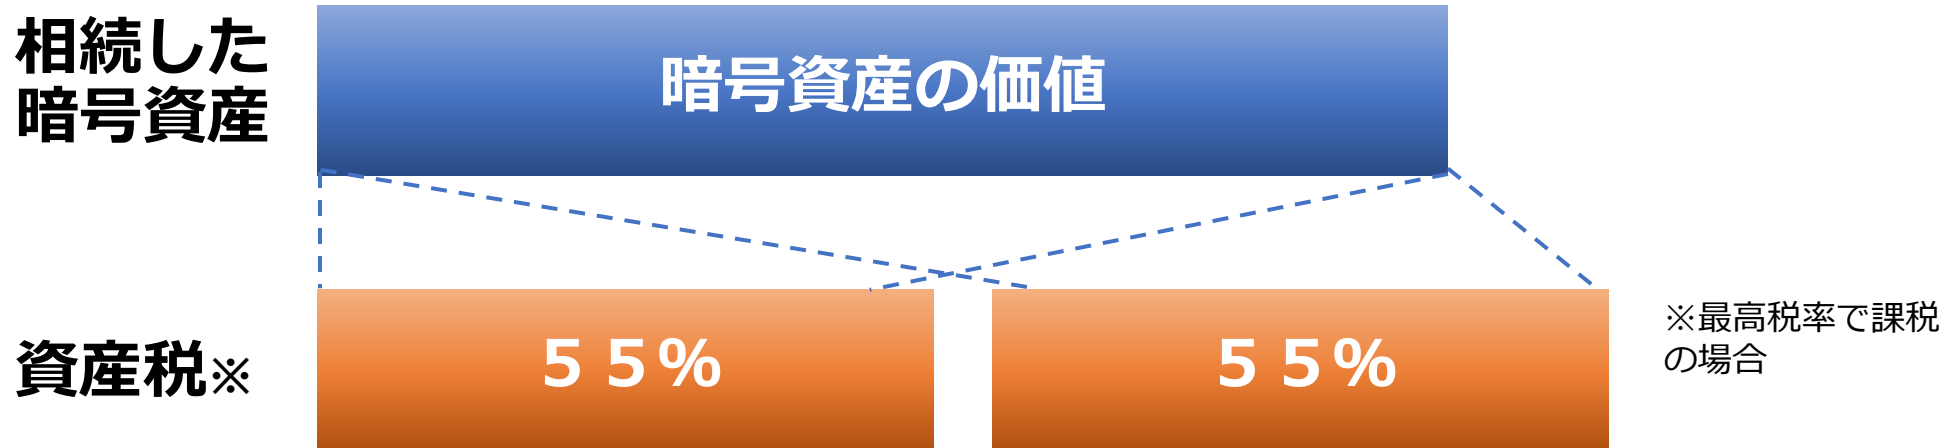 相続した
暗号資産
暗号資産の価値
資産税※
５５%
５５%
※最高税率で課税
の場合